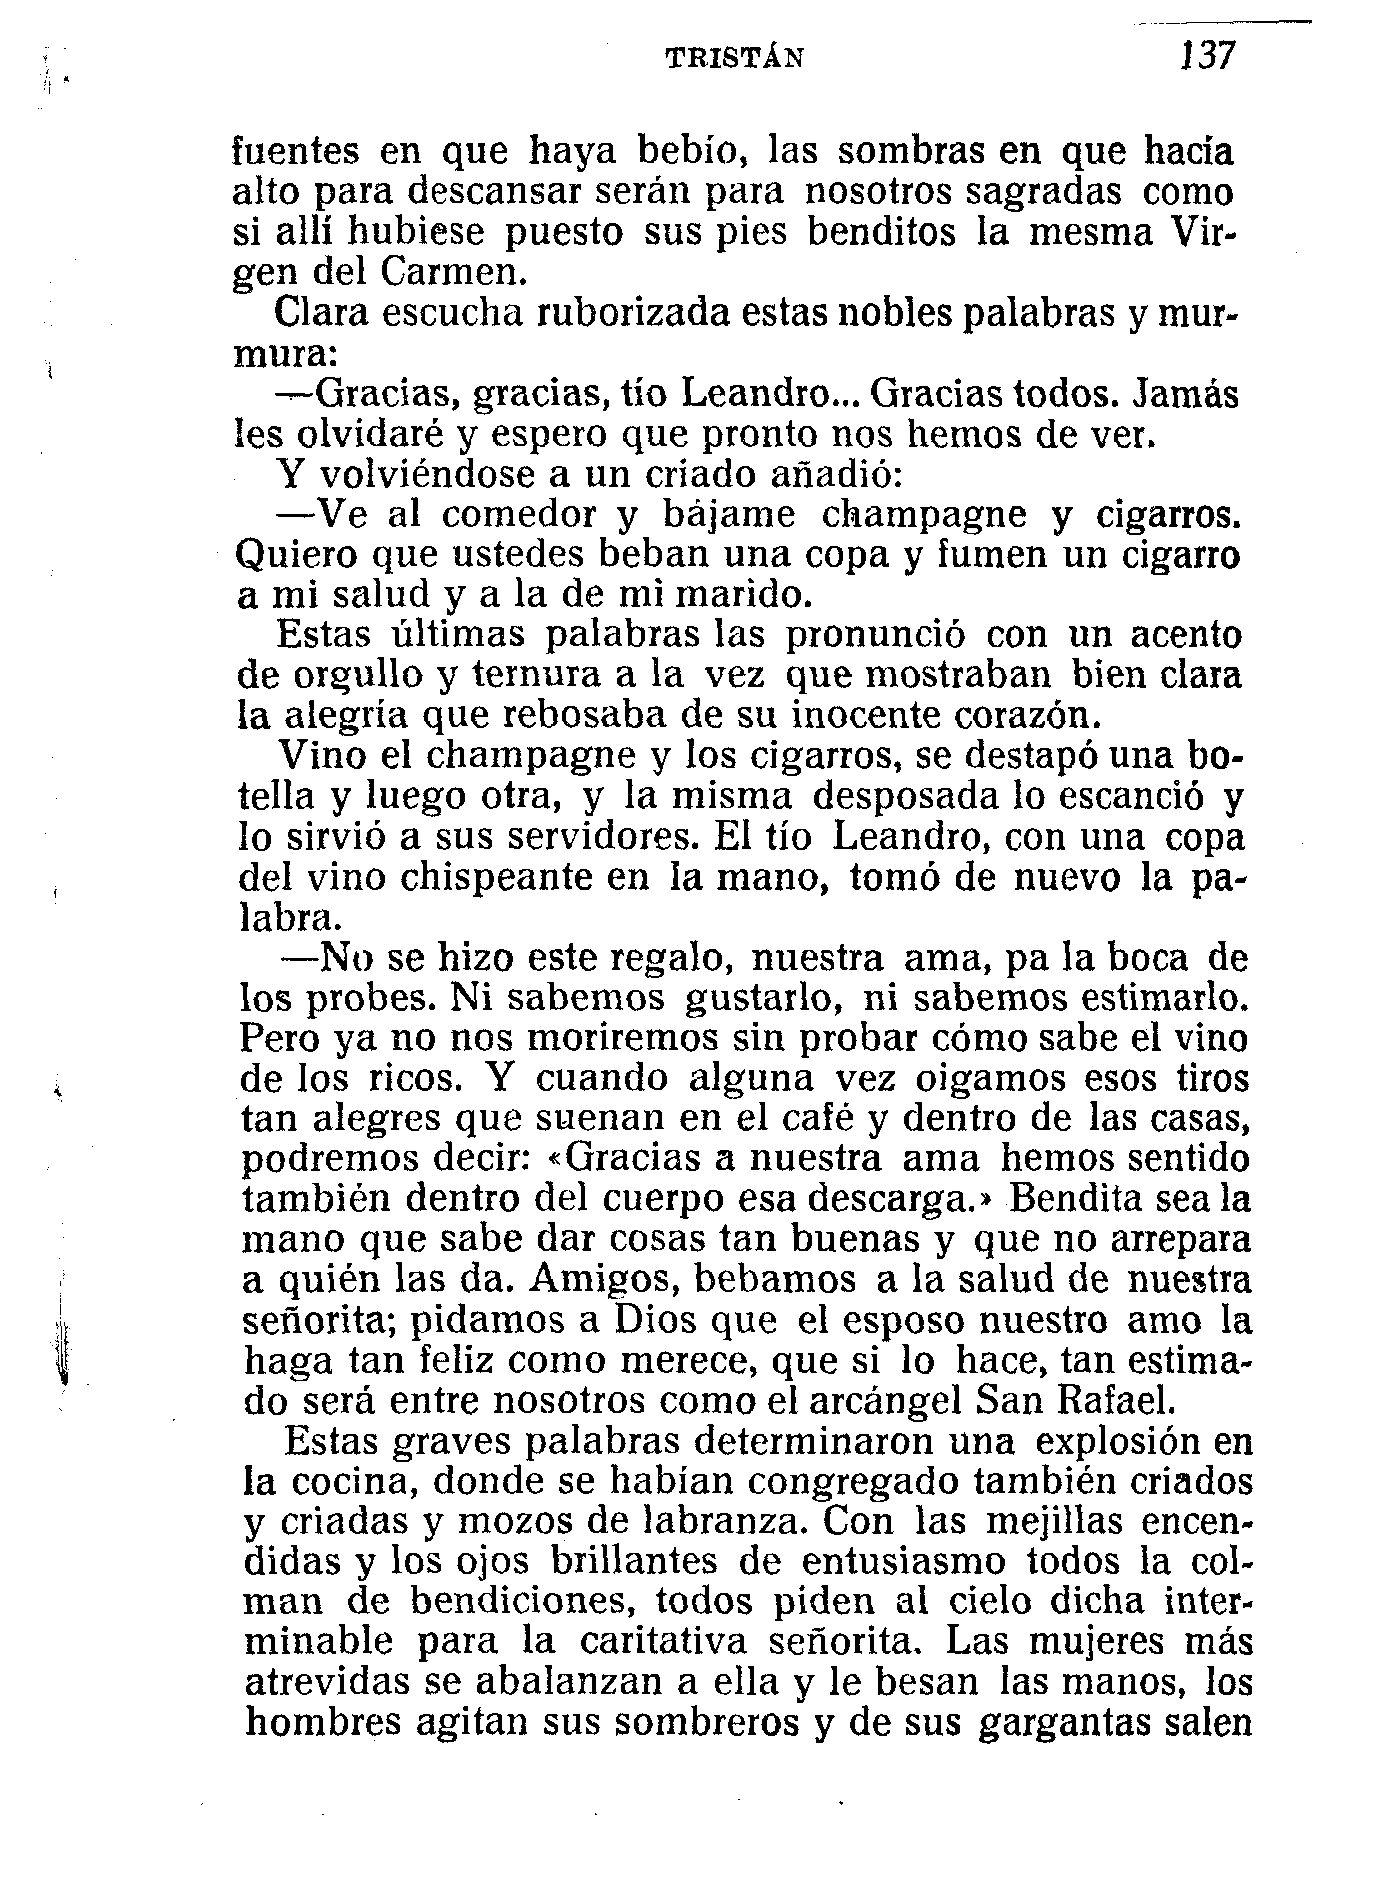 TRISTÁN 137
fuentes en que haya bebío, las sombras en que hacía
alto para descansar serán para nosotros sagradas como
si allí hubiese puesto sus pies benditos la mesma Vir-
gen del Carmen.
Clara escucha ruborizada estas nobles palabras y mur-
mura:
—Gracias, gracias, tío Leandro... Gracias todos. Jamás
les olvidaré y espero que pronto nos hemos de ver.
Y volviéndose a un criado añadió:
—Ve al comedor y bájame champagne y cigarros.
Quiero que ustedes beban una copa y fumen un cigarro
a mi salud y a la de mi marido.
Estas últimas palabras las pronunció con un acento
de orgullo y ternura a la vez que mostraban bien clara
la alegría que rebosaba de su inocente corazón.
Vino el champagne y los cigarros, se destapó una bo-
tella y luego otra, y la misma desposada lo escanció y
lo sirvió a sus servidores. El tío Leandro, con una copa
del vino chispeante en la mano, tomó de nuevo la pa-
labra.
—No se hizo este regalo, nuestra ama, pa la boca de
los probes. Ni sabemos gustarlo, ni sabemos estimarlo.
Pero ya no nos moriremos sin probar cómo sabe el vino
de los ricos. Y cuando alguna vez oigamos esos tiros
tan alegres que suenan en el café y dentro de las casas,
podremos decir: «Gracias a nuestra ama hemos sentido
también dentro del cuerpo esa descarga.» Bendita sea la
mano que sabe dar cosas tan buenas y que no arrepara
a quién las da. Amigos, bebamos a la salud de nuestra
señorita; pidamos a Dios que el esposo nuestro amo la
haga tan feliz como merece, que si lo hace, tan estima-
do será entre nosotros como el arcángel San Rafael.
Estas graves palabras determinaron una explosión en
la cocina, donde se habían congregado también criados
y criadas y mozos de labranza. Con las mejillas encen-
didas y los ojos brillantes de entusiasmo todos la col-
man de bendiciones, todos piden al cielo dicha inter-
minable para la caritativa señorita. Las mujeres más
atrevidas se abalanzan a ella y le besan las manos, los
hombres agitan sus sombreros y de sus gargantas salen